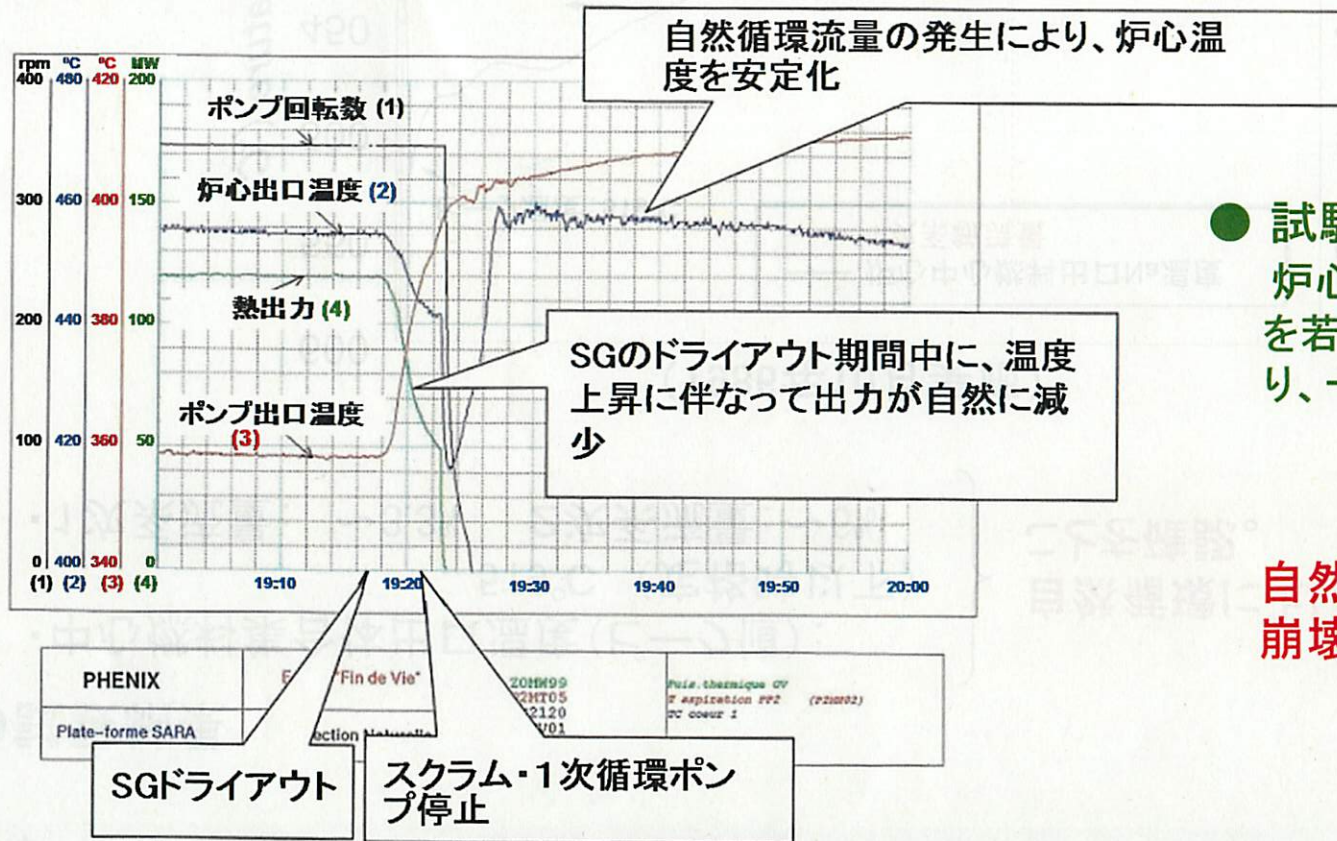 自然循環流量の発生により、炉心温
度を安定化
rpm °C °C MW
400 480 420 200
ポンプ回転数 (1)
炉心出口温度 (2)
300 460 400 150
熱出力 (4)
200 440 380 100
SGのドライアウト期間中に、温度
上昇に伴なって出力が自然に減
少
ポンプ出口温度
(3)
100 420 360 50
0 400 340 0
(1) (2) (3) (4)
19:10 19:20 19:30 19:40 19:50 20:00
● 試験
炉心
を若
り、
自然
崩壊
PHENIX
"Fin de Vie"
Plate-forme SARA
Puis.thermique GV
T aspiration PP2
TC coeur 1
SGドライアウト
スクラム・1次循環ポン
プ停止